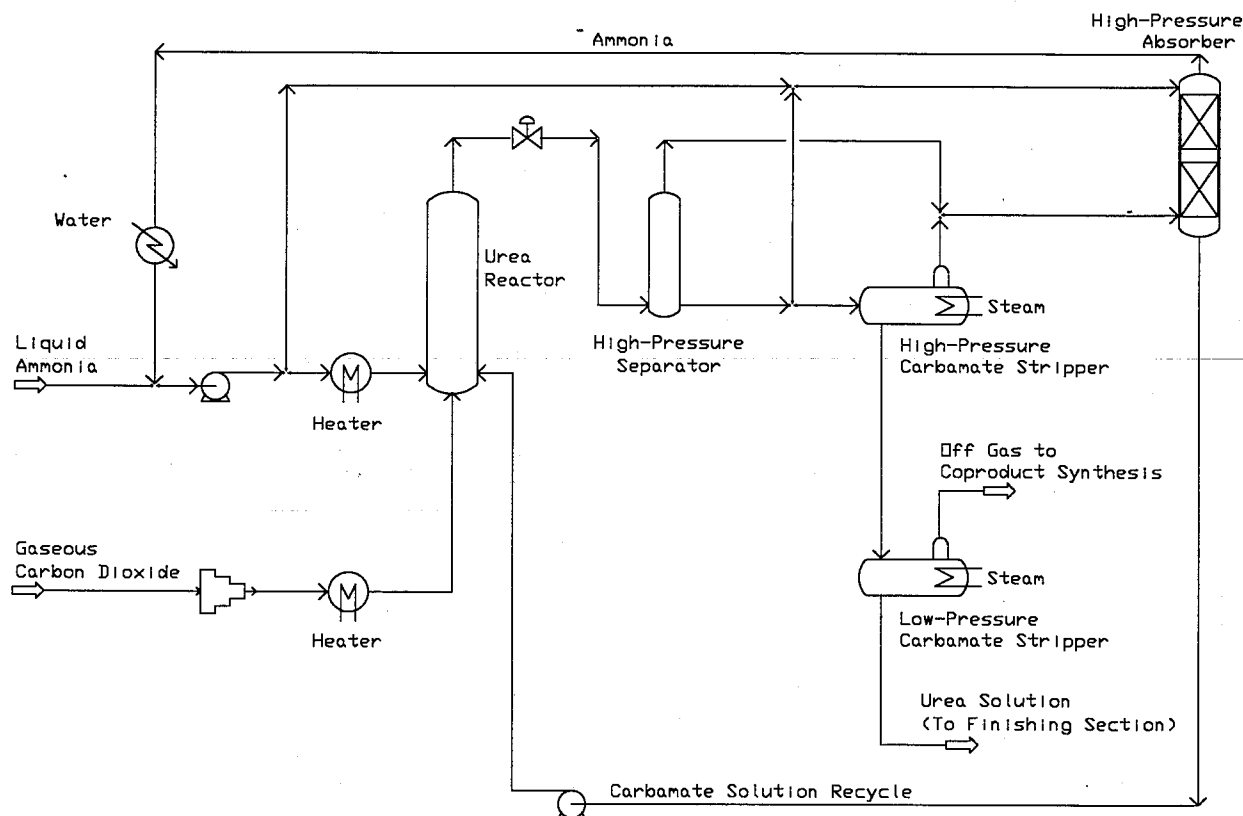 High-Pressure
Absorber
Ammonia
Water
Urea
Reactor
Steam
Liquid
Ammonia
High-Pressure
Separator
High-Pressure
Carbamate Stripper
Heater
Off Gas to
Coproduct Synthesis
Gaseous
Carbon Dioxide
Steam
Heater
Low-Pressure
Carbamate Stripper
Urea Solution
(To Finishing Section)
Carbamate Solution Recycle